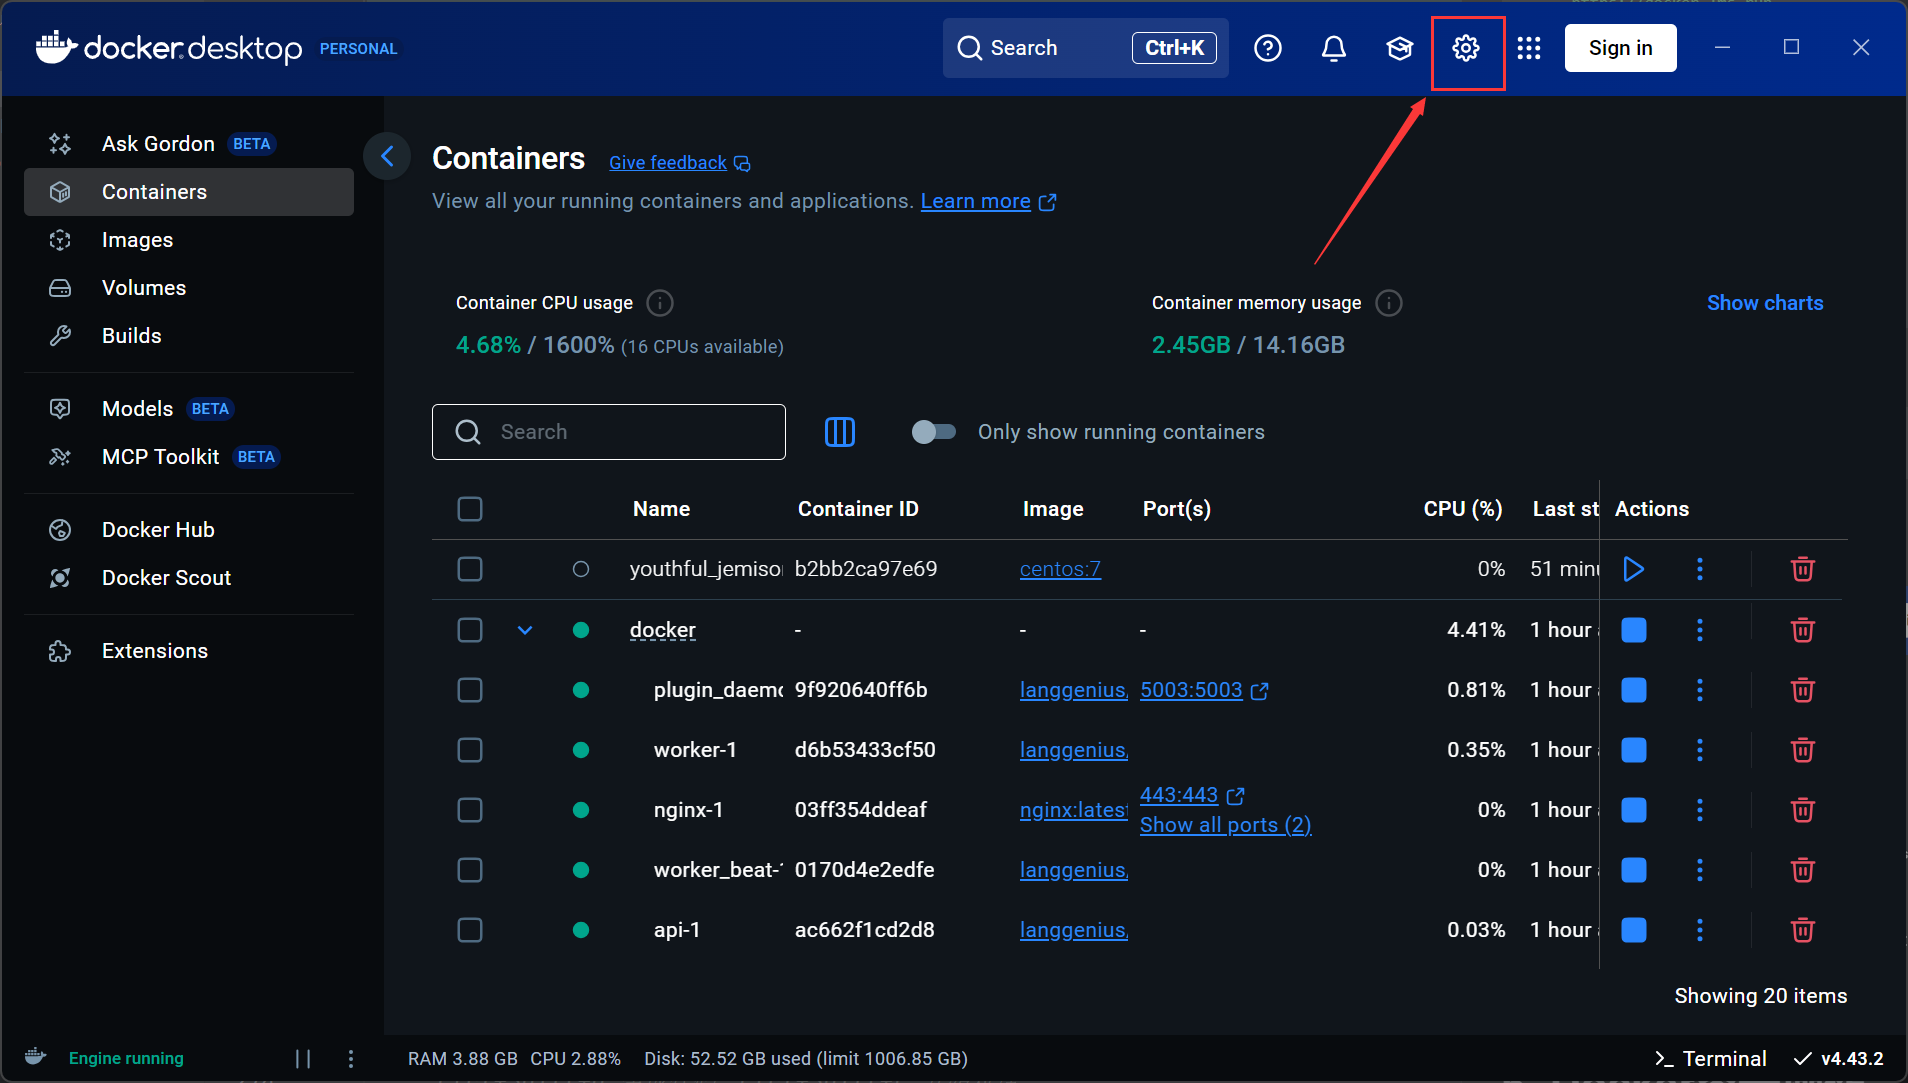 docker desktop PERSONAL
Search Ctrl+K
Sign in
Ask Gordon BETA
Containers
Images
Volumes
Builds
Models BETA
MCP Toolkit BETA
Docker Hub
Docker Scout
Extensions
Containers Give feedback
View all your running containers and applications. Learn more
Container CPU usage
4.68% / 1600% (16 CPUs available)
Container memory usage
2.45GB / 14.16GB
Show charts
Search
Only show running containers
Name Container ID Image Port(s) CPU (%) Last st Actions
youthful_jemiso b2bb2ca97e69 centos:7 0% 51 min
docker - - - 4.41% 1 hour
plugin_daem 9f920640ff6b langgenius/ 5003:5003 0.81% 1 hour
worker-1 d6b53433cf50 langgenius/ 0.35% 1 hour
nginx-1 03ff354ddeaf nginx:latest 443:443 0% 1 hour
Show all ports (2)
worker_beat- 0170d4e2edfe langgenius/ 0% 1 hour
api-1 ac662f1cd2d8 langgenius/ 0.03% 1 hour
Showing 20 items
Engine running
RAM 3.88 GB CPU 2.88% Disk: 52.52 GB used (limit 1006.85 GB)
Terminal v4.43.2